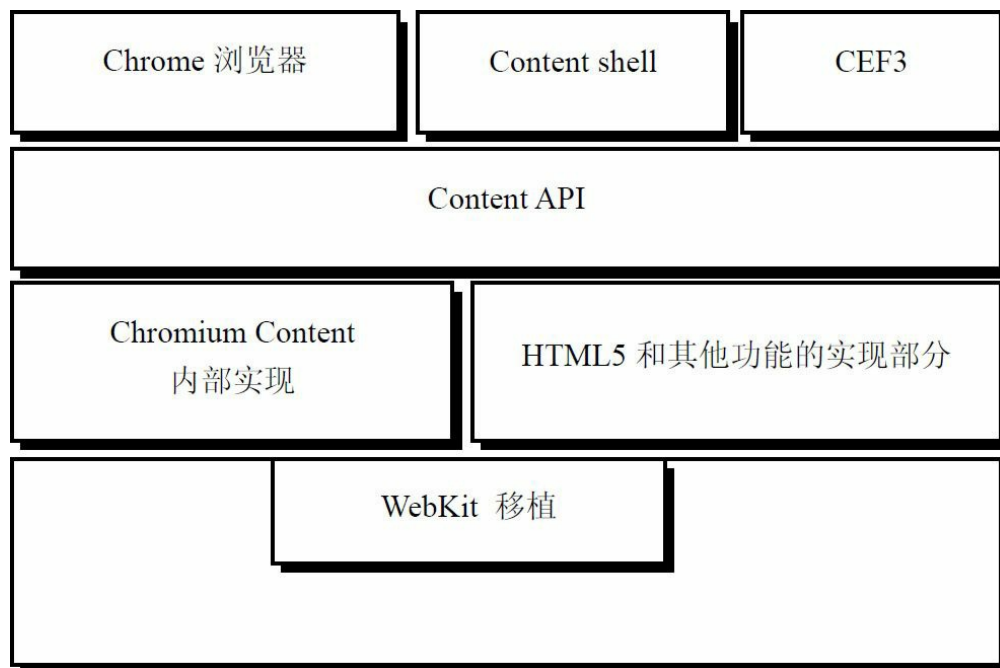 Chrome 浏览器
Content shell
CEF3
Content API
Chromium Content
内部实现
HTML5 和其他功能的实现部分
WebKit 移植